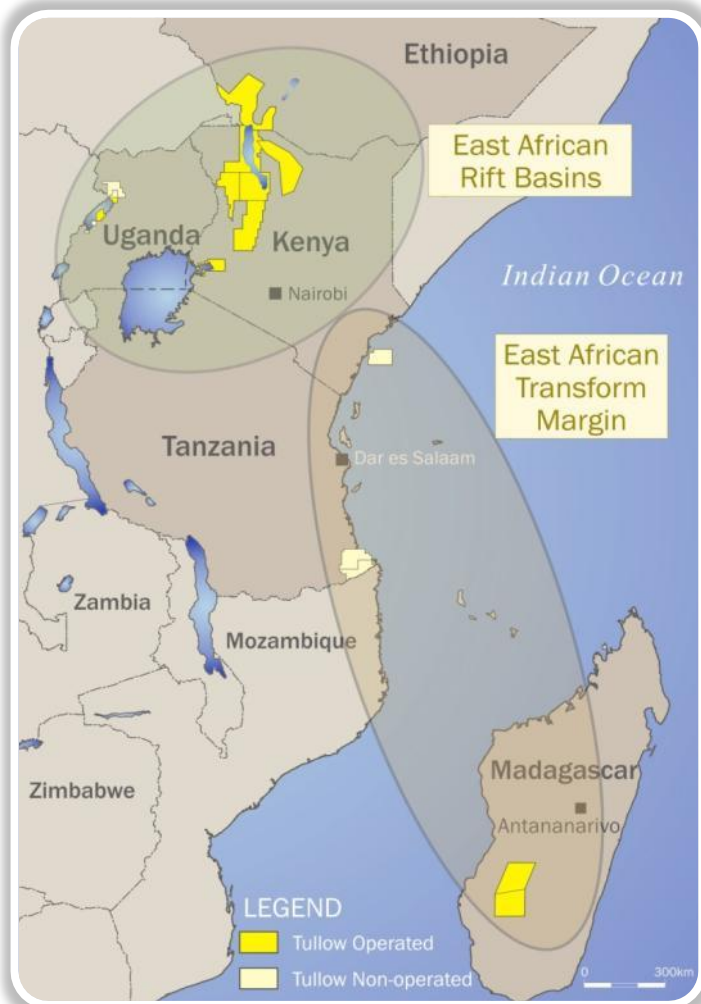 Ethiopia
East African
Rift Basins
Uganda
Kenya
Indian Ocean
Nairobi
East African
Transform
Margin
Tanzania
Dar es Salaam
Zambia
Mozambique
Madagascar
Zimbabwe
Antananarivo
LEGEND
Tullow Operated
Tullow Non-operated
0 300km